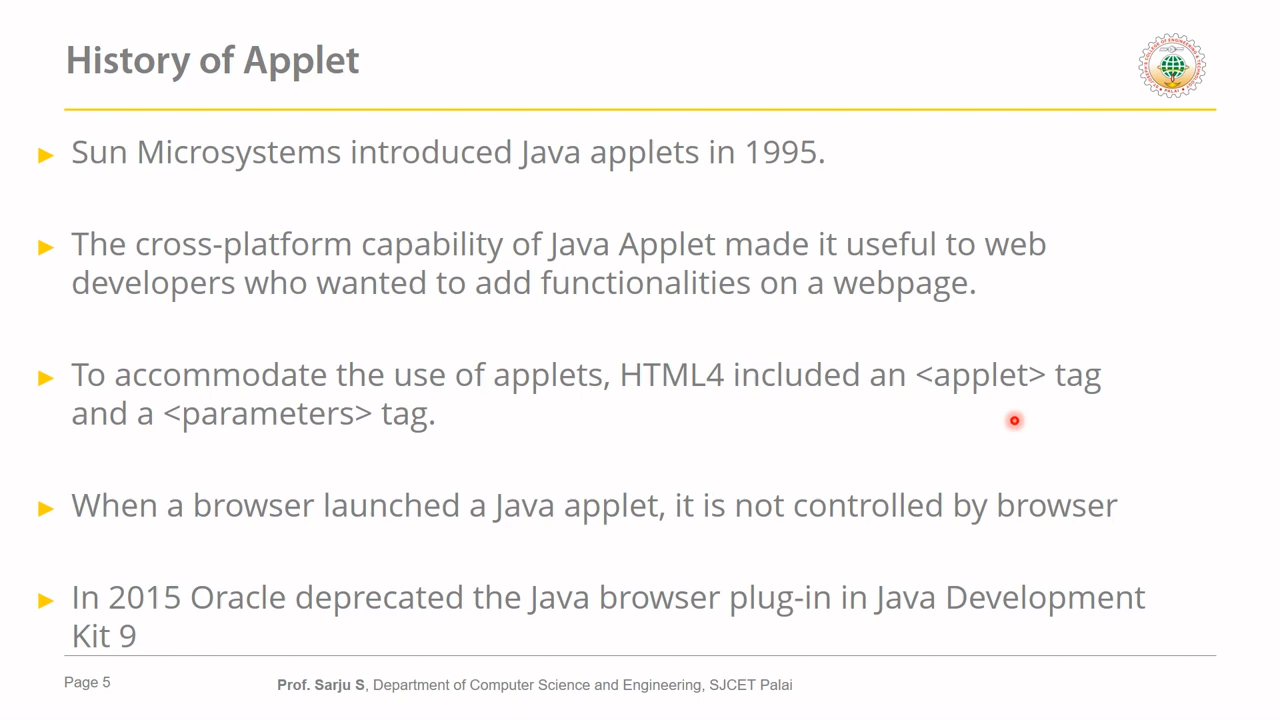 History of Applet
Sun Microsystems introduced Java applets in 1995.
The cross-platform capability of Java Applet made it useful to web
developers who wanted to add functionalities on a webpage.
To accommodate the use of applets, HTML4 included an <applet> tag
and a <parameters> tag.
When a browser launched a Java applet, it is not controlled by browser
In 2015 Oracle deprecated the Java browser plug-in in Java Development
Kit 9
Page 5
Prof. Sarju S, Department of Computer Science and Engineering, SJCET Palai